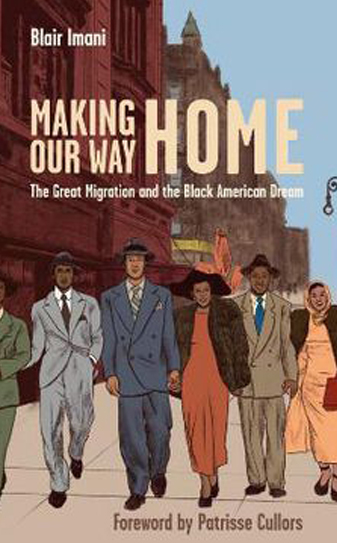 Blair Imani
MAKING
OUR WAY HOME
The Great Migration and the Black American Dream
Foreword by Patrisse Cullors